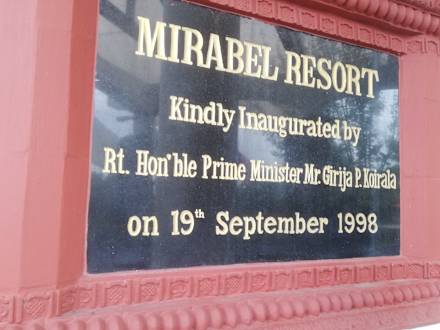 MIRABEL RESORT
Kindly Inaugurated by
Rt. Hon'ble Prime Minister Mr. Girija P. Koirala
on 19th September 1998